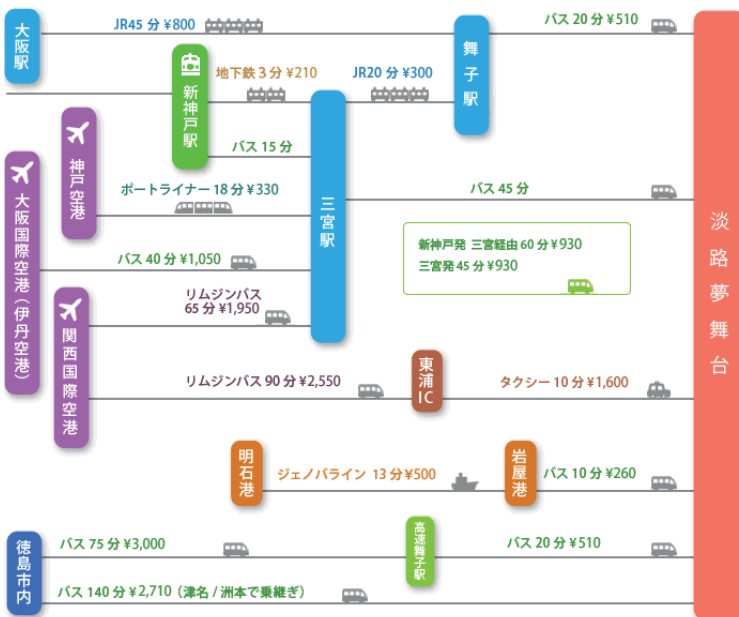 大阪駅
JR45 分 ¥800
舞子駅
バス 20 分 ¥510
新神戸駅
地下鉄 3 分 ¥210
JR20 分 ¥300
バス 15 分
神戸空港
ポートライナー 18 分 ¥330
三宮駅
バス 45 分
大阪国際空港(伊丹空港)
バス 40 分 ¥1,050
新神戸発 三宮経由 60 分 ¥930
三宮発 45 分 ¥930
淡路夢舞台
関西国際空港
リムジンバス
65 分 ¥1,950
リムジンバス 90 分 ¥2,550
東浦IC
タクシー 10 分 ¥1,600
明石港
ジェノバライン 13 分 ¥500
岩屋港
バス 10 分 ¥260
徳島市内
バス 75 分 ¥3,000
高速舞子駅
バス 20 分 ¥510
バス 140 分 ¥2,710(津名 / 洲本で乗継ぎ)